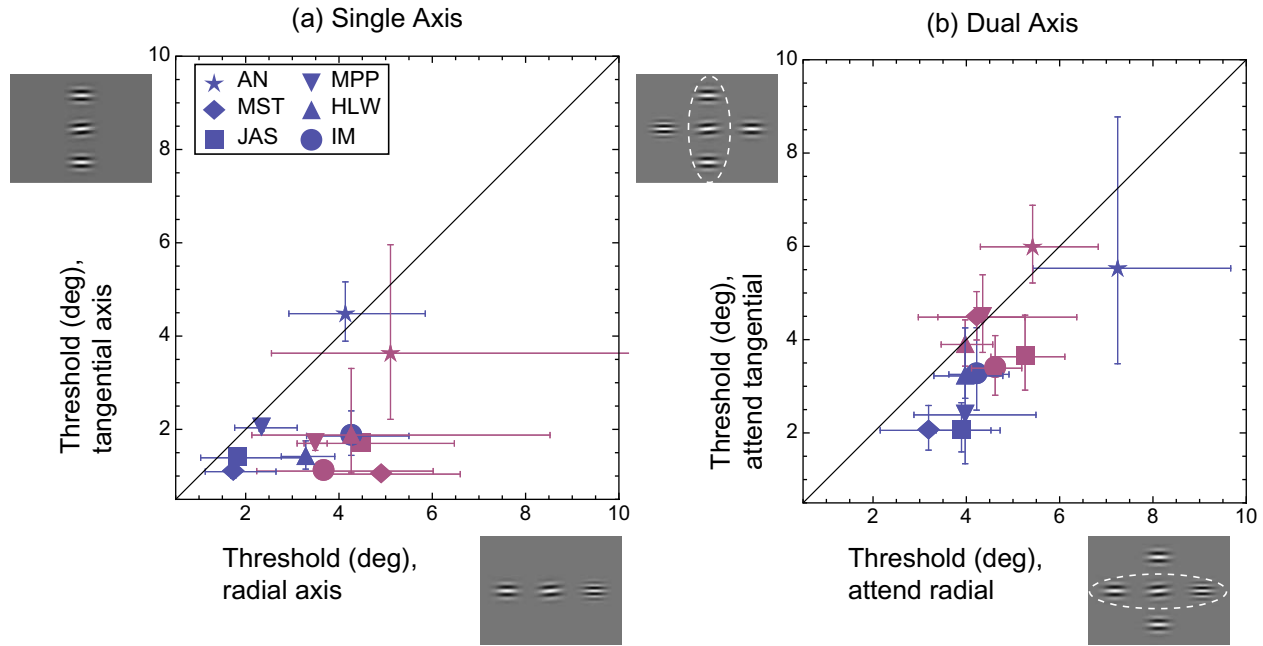 (a) Single Axis
(b) Dual Axis
10
8
6
4
2
AN
MPP
MST
HLW
JAS
IM
Threshold (deg),
tangential axis
2
4
6
8
10
Threshold (deg),
radial axis
10
8
6
4
2
Threshold (deg),
attend tangential
2
4
6
8
10
Threshold (deg),
attend radial